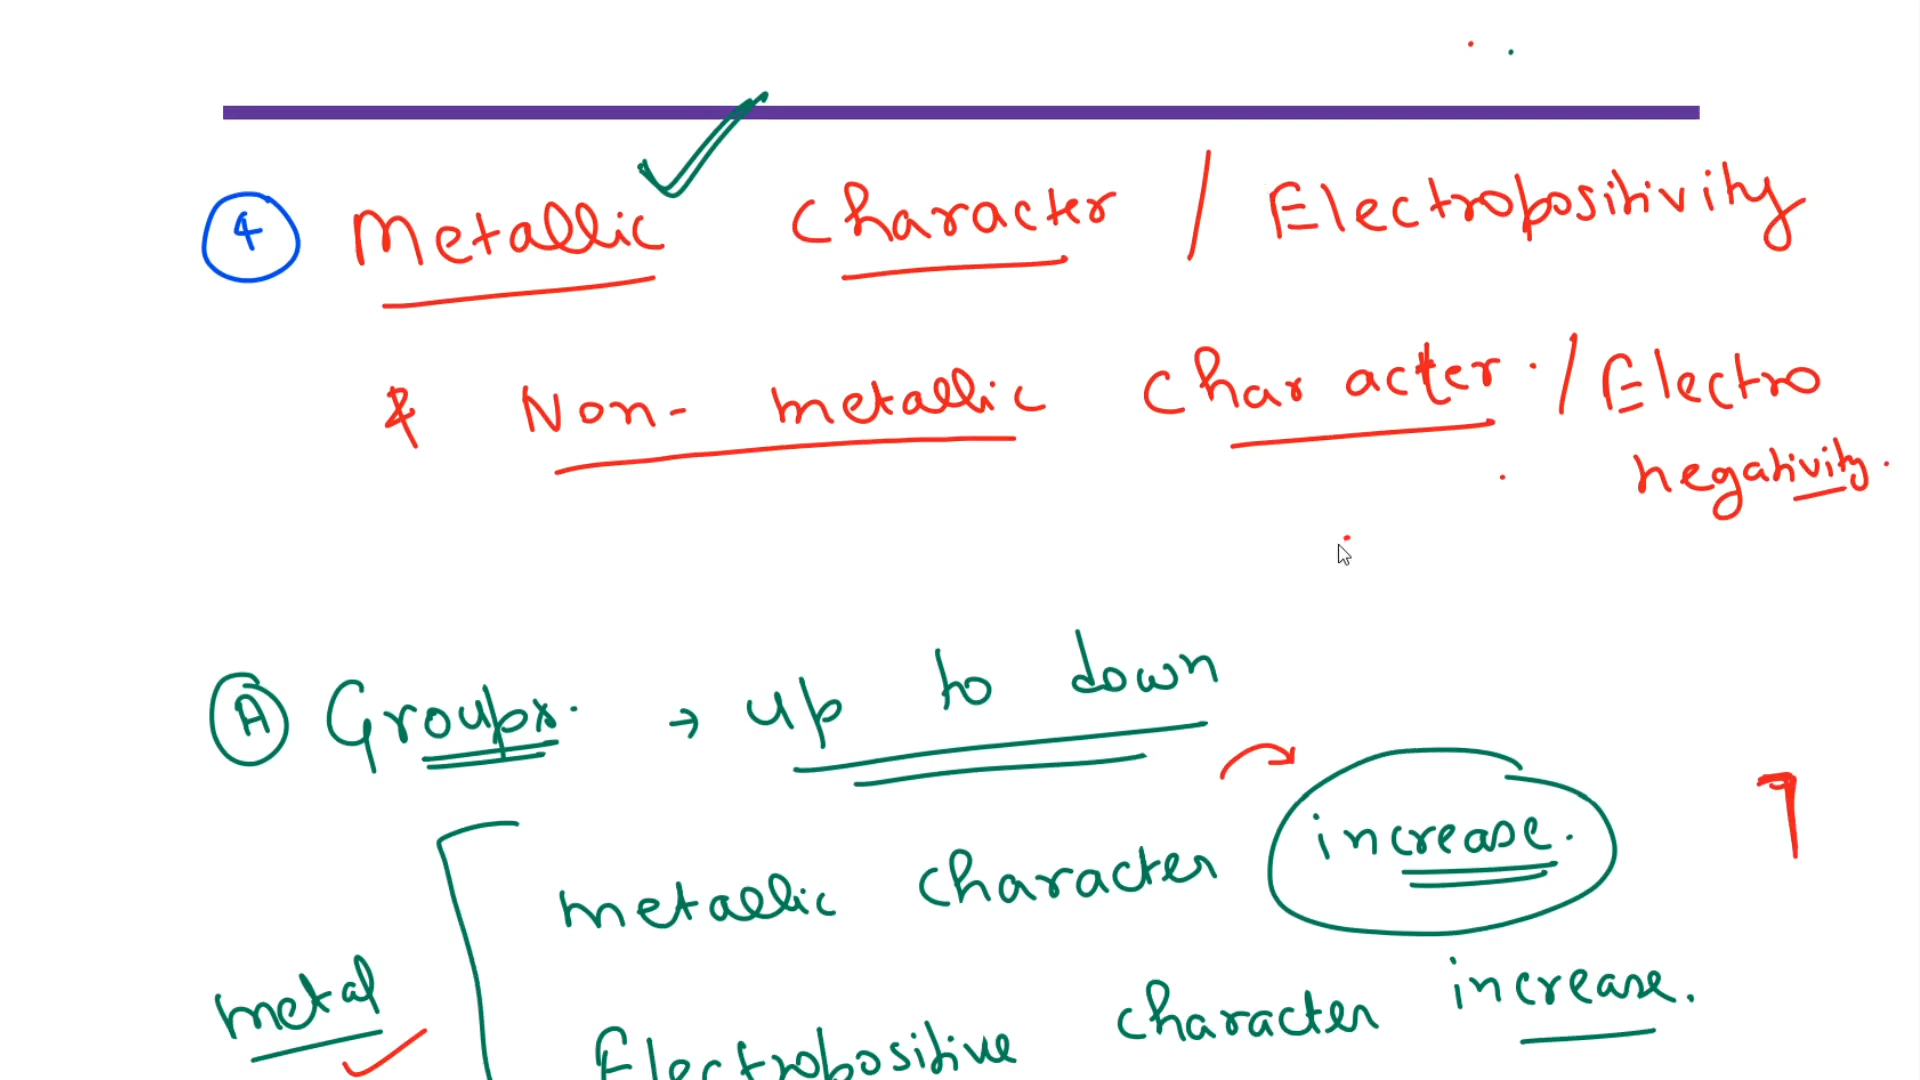 4 Metallic Character / Electropositivity
& Non-metallic Character. / Electro
negativity.
A Groups. → up to down
metallic character increase.
metal
Electropositive character increase.